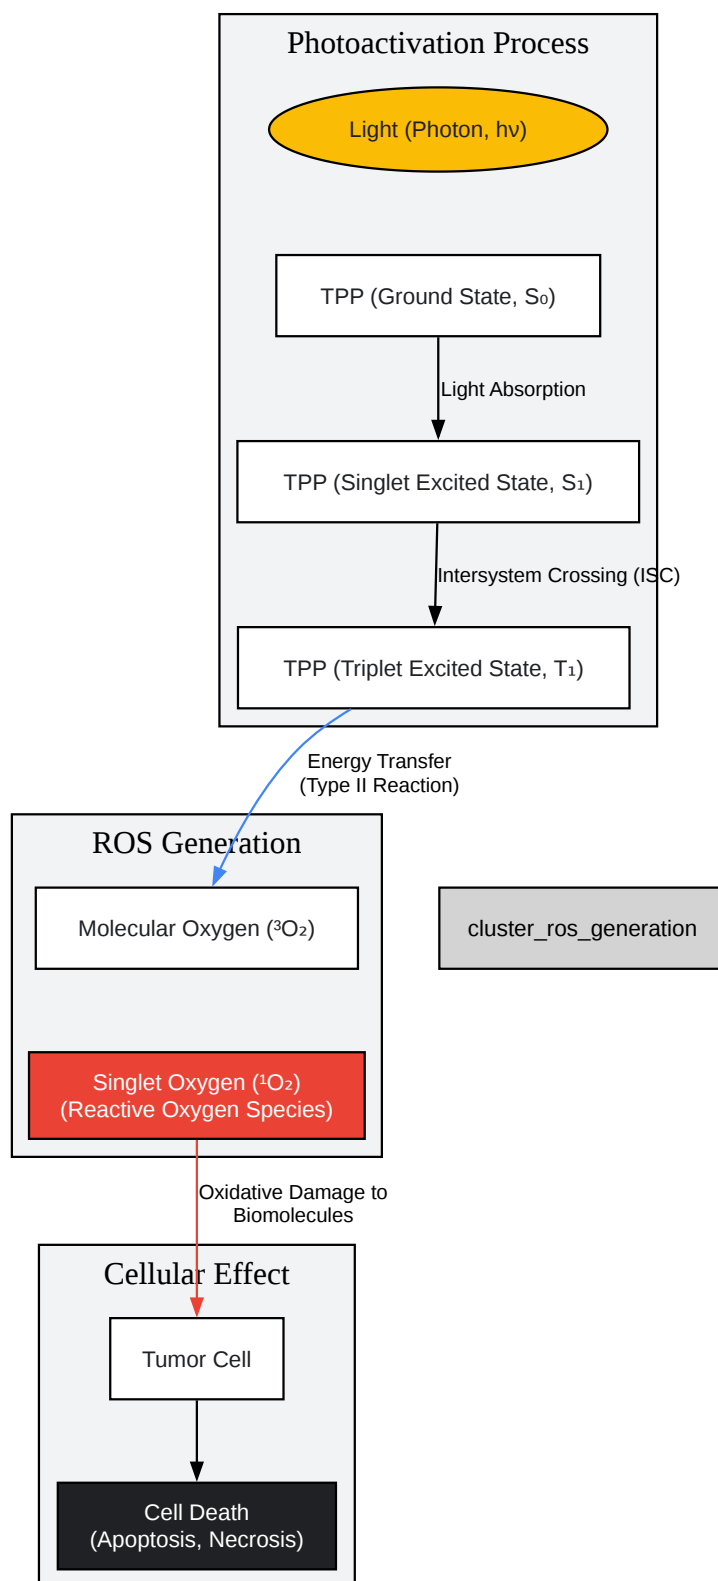 Photoactivation Process
Light (Photon, hν)
TPP (Ground State, S₀)
Light Absorption
TPP (Singlet Excited State, S₁)
Intersystem Crossing (ISC)
TPP (Triplet Excited State, T₁)
Energy Transfer
(Type II Reaction)
ROS Generation
Molecular Oxygen (³O₂)
cluster_ros_generation
Singlet Oxygen (¹O₂)
(Reactive Oxygen Species)
Oxidative Damage to
Biomolecules
Cellular Effect
Tumor Cell
Cell Death
(Apoptosis, Necrosis)